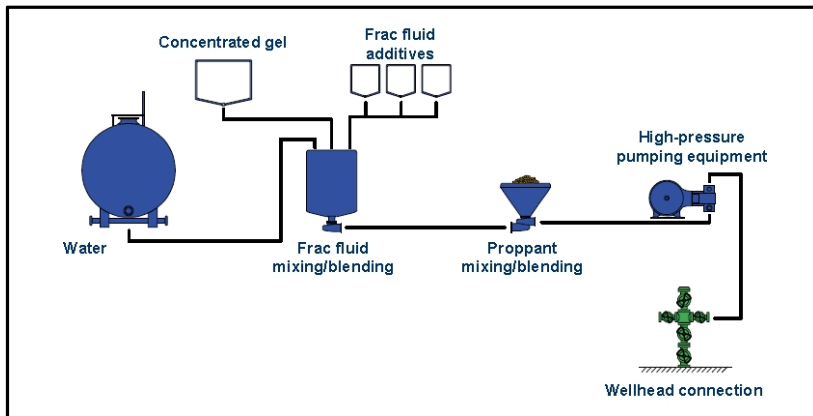 Concentrated gel
Frac fluid
additives
High-pressure
pumping equipment
Water
Frac fluid
mixing/blending
Proppant
mixing/blending
Wellhead connection